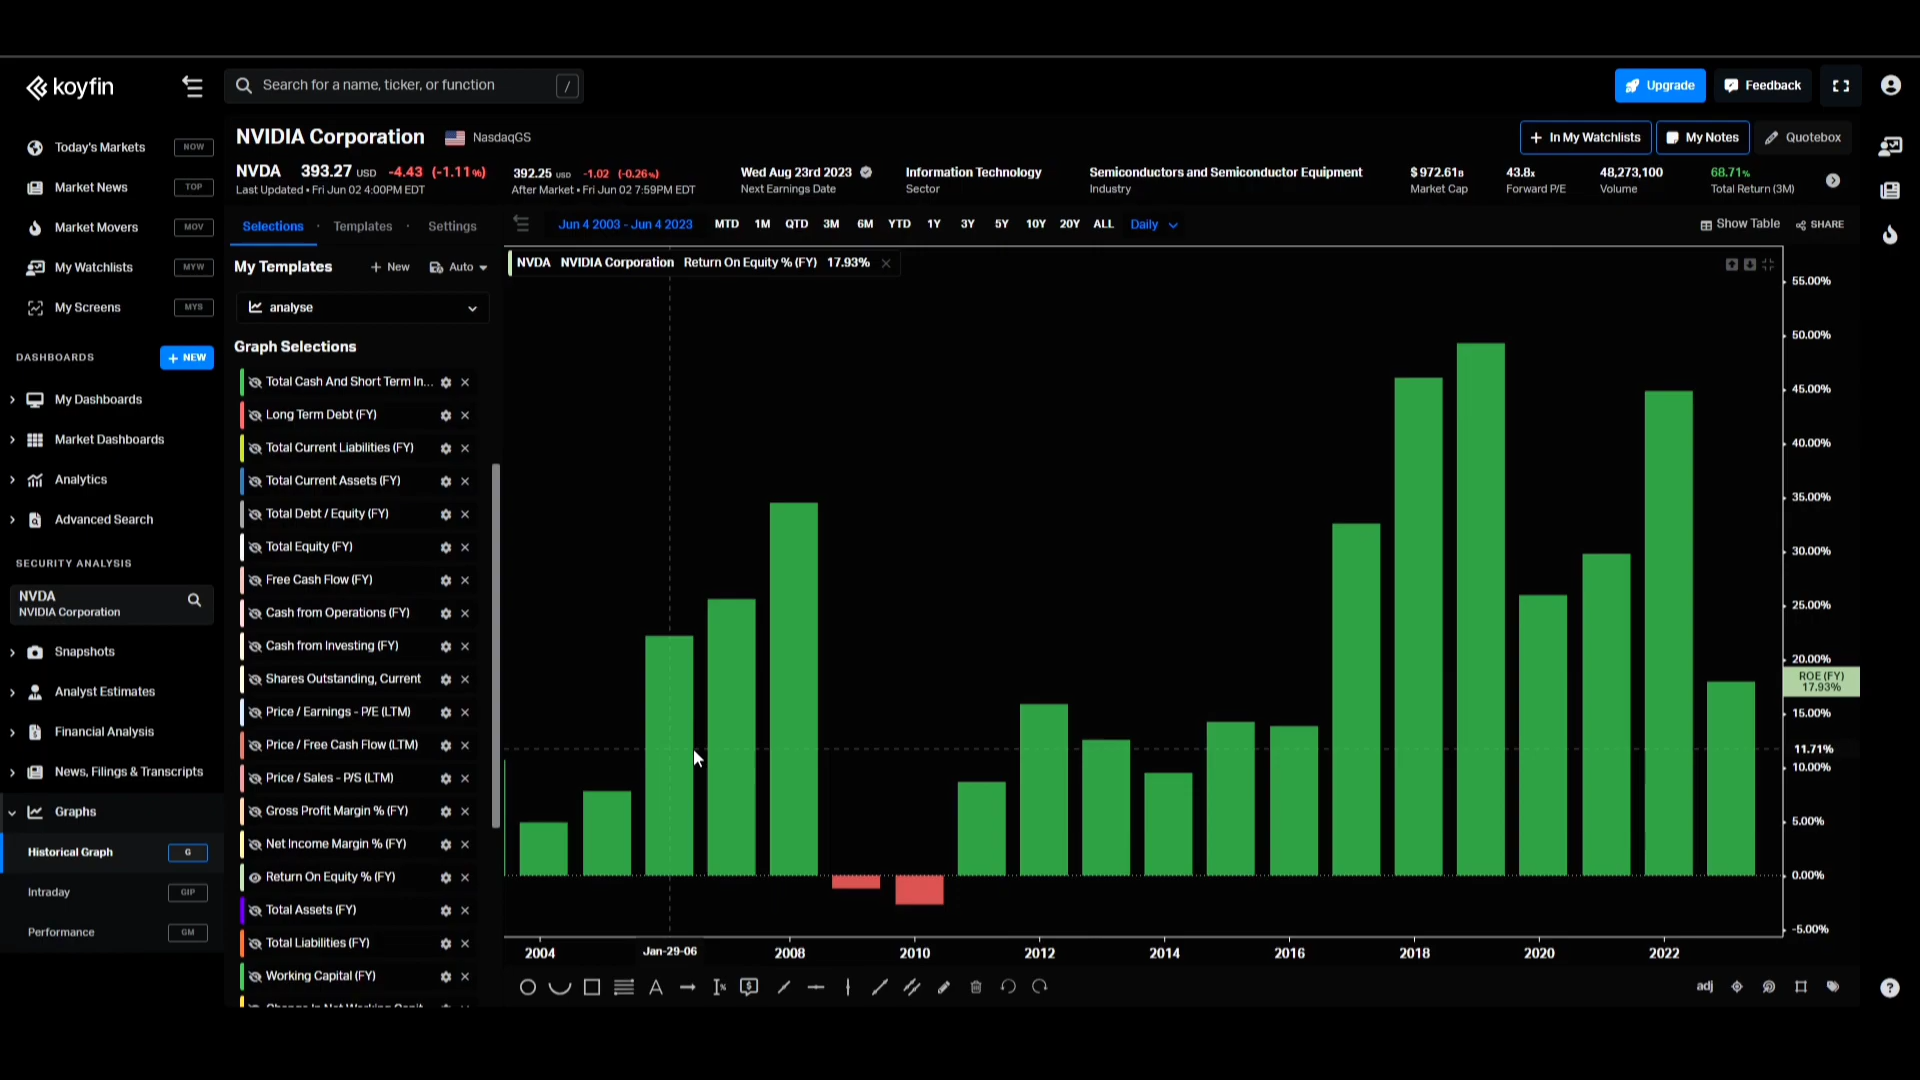 koyfin
Search for a name, ticker, or function /
Upgrade
Feedback
Today's Markets NOW
Market News TOP
Market Movers MOV
My Watchlists MYW
My Screens MYS
DASHBOARDS
+ NEW
My Dashboards
Market Dashboards
Analytics
Advanced Search
SECURITY ANALYSIS
NVDA
NVIDIA Corporation
Snapshots
Analyst Estimates
Financial Analysis
News, Filings & Transcripts
Graphs
Historical Graph G
Intraday GIP
Performance GM
NVIDIA Corporation NasdaqGS
+ In My Watchlists
My Notes
Quotebox
NVDA 393.27 USD -4.43 (-1.11%)
Last Updated • Fri Jun 02 4:00PM EDT
392.25 USD -1.02 (-0.26%)
After Market • Fri Jun 02 7:59PM EDT
Wed Aug 23rd 2023
Next Earnings Date
Information Technology
Sector
Semiconductors and Semiconductor Equipment
Industry
$ 972.61B
Market Cap
43.8x
Forward P/E
48,273,100
Volume
68.71%
Total Return (3M)
Selections · Templates · Settings
Jun 4 2003 - Jun 4 2023 MTD 1M QTD 3M 6M YTD 1Y 3Y 5Y 10Y 20Y ALL Daily
Show Table
SHARE
My Templates + New Auto
analyse
Graph Selections
Total Cash And Short Term In...
Long Term Debt (FY)
Total Current Liabilities (FY)
Total Current Assets (FY)
Total Debt / Equity (FY)
Total Equity (FY)
Free Cash Flow (FY)
Cash from Operations (FY)
Cash from Investing (FY)
Shares Outstanding, Current
Price / Earnings - P/E (LTM)
Price / Free Cash Flow (LTM)
Price / Sales - P/S (LTM)
Gross Profit Margin % (FY)
Net Income Margin % (FY)
Return On Equity % (FY)
Total Assets (FY)
Total Liabilities (FY)
Working Capital (FY)
NVDA NVIDIA Corporation Return On Equity % (FY) 17.93%
55.00%
50.00%
45.00%
40.00%
35.00%
30.00%
25.00%
20.00%
ROE (FY)
17.93%
15.00%
11.71%
10.00%
5.00%
0.00%
-5.00%
2004 Jan-29-06 2008 2010 2012 2014 2016 2018 2020 2022
adj